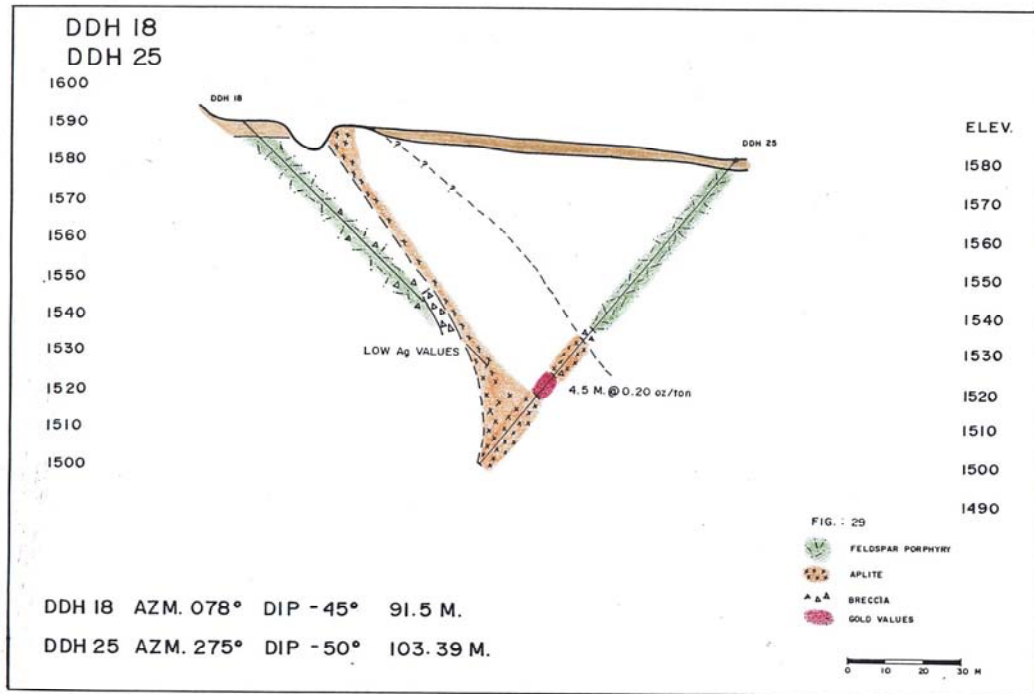 DDH 18
DDH 25
1600
1590
1580
1570
1560
1550
1540
1530
1520
1510
1500
DDH 18
DDH 25
ELEV.
1580
1570
1560
1550
1540
1530
1520
1510
1500
1490
?
?
?
LOW Ag VALUES
4.5 M. @ 0.20 oz/ton
FIG. : 29
FELDSPAR PORPHYRY
APLITE
BRECCIA
GOLD VALUES
0 10 20 30 M
DDH 18 AZM. 078° DIP -45° 91.5 M.
DDH 25 AZM. 275° DIP -50° 103.39 M.